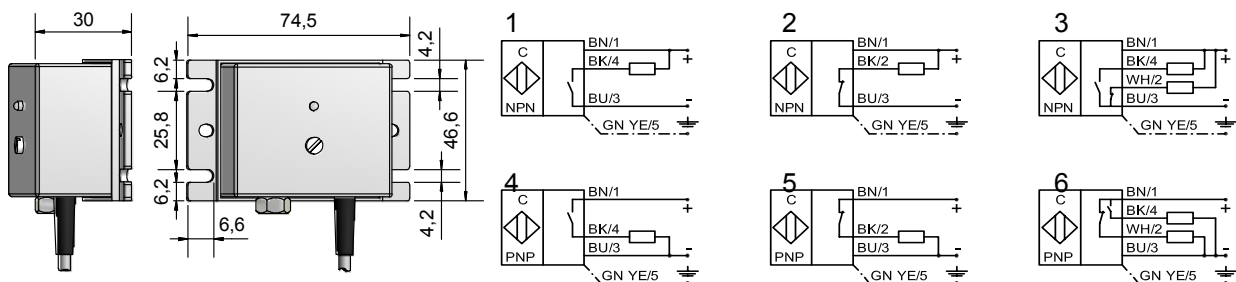 30
74,5
4,2
6,2
25,8
6,2
46,6
6,6
4,2
1
C
NPN
BN/1
BK/4
BU/3
+
-
GN YE/5
2
C
NPN
BN/1
BK/2
BU/3
+
-
GN YE/5
3
C
NPN
BN/1
BK/4
WH/2
BU/3
+
-
GN YE/5
4
C
PNP
BN/1
BK/4
BU/3
+
-
GN YE/5
5
C
PNP
BN/1
BK/2
BU/3
+
-
GN YE/5
6
C
PNP
BN/1
BK/4
WH/2
BU/3
+
-
GN YE/5